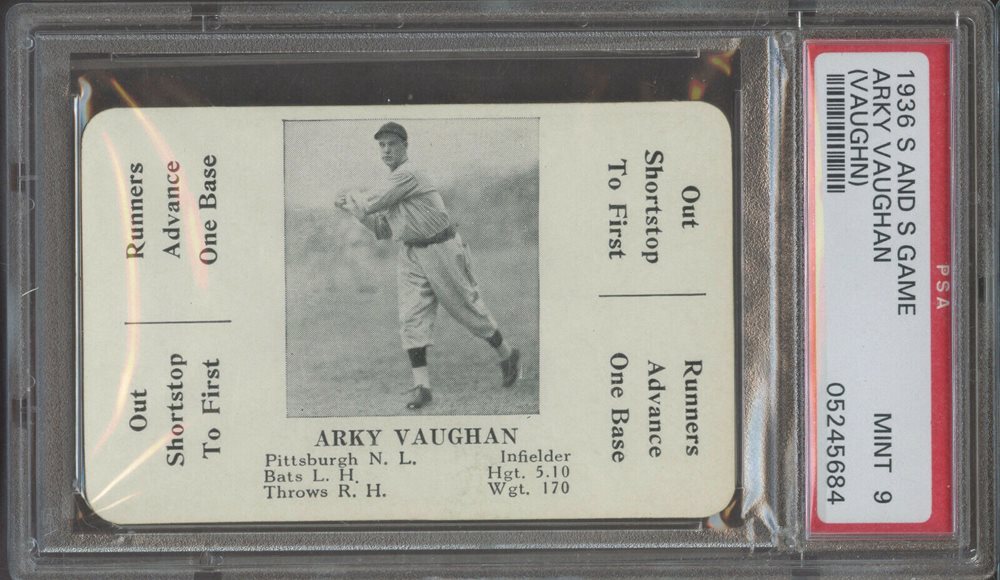 Runners
Advance
One Base
Out
Shortstop
To First
Out
Shortstop
To First
Runners
Advance
One Base
ARKY VAUGHAN
Pittsburgh N. L.
Bats L. H.
Throws R. H.
Infielder
Hgt. 5.10
Wgt. 170
PSA
1936 S AND S GAME
ARKY VAUGHAN
(VAUGHN)
MINT 9
05245684